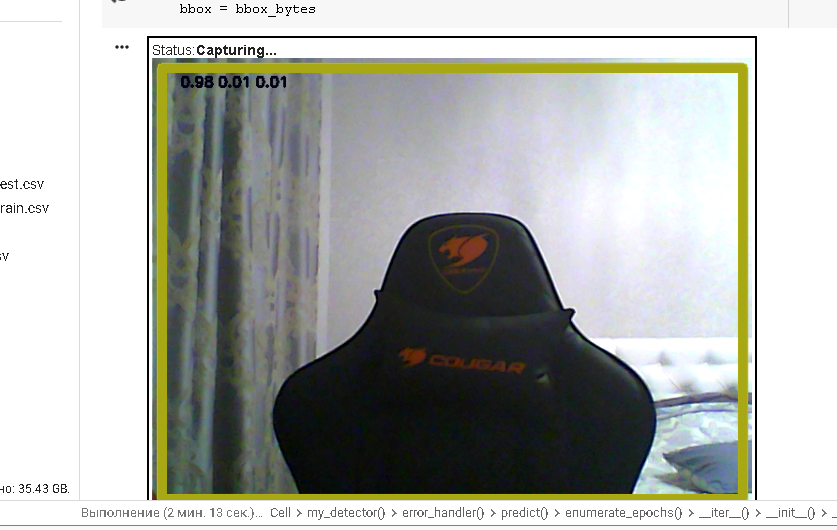 bbox = bbox_bytes
Status:Capturing...
0.98 0.01 0.01
est.csv
rain.csv
sv
COUGAR
но: 35.43 GB.
Выполнение (2 мин. 13 сек.)... Cell > my_detector() > error_handler() > predict() > enumerate_epochs() > __iter__() > __init__() >